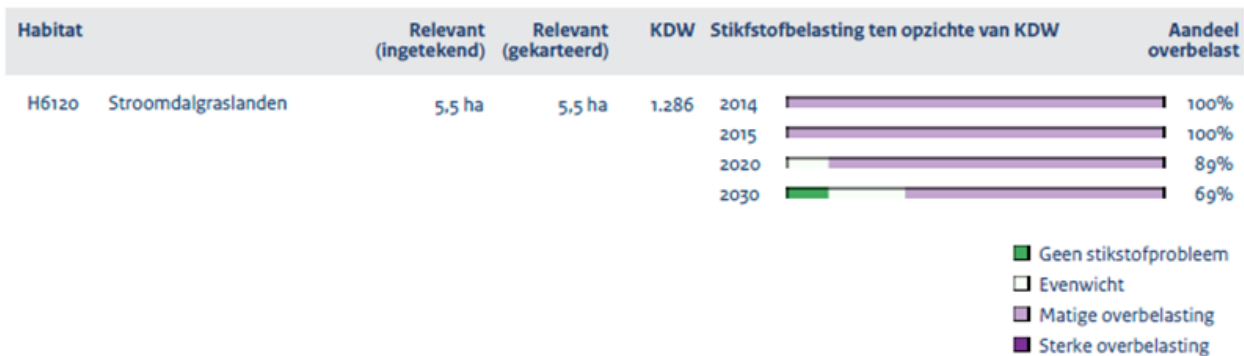 Habitat Relevant (ingetekend) Relevant (gekarteerd) KDW Stikfstofbelasting ten opzichte van KDW Aandeel overbelast
H6120 Stroomdalgraslanden 5,5 ha 5,5 ha 1.286 2014 100%
2015 100%
2020 89%
2030 69%
Geen stikstofprobleem
Evenwicht
Matige overbelasting
Sterke overbelasting